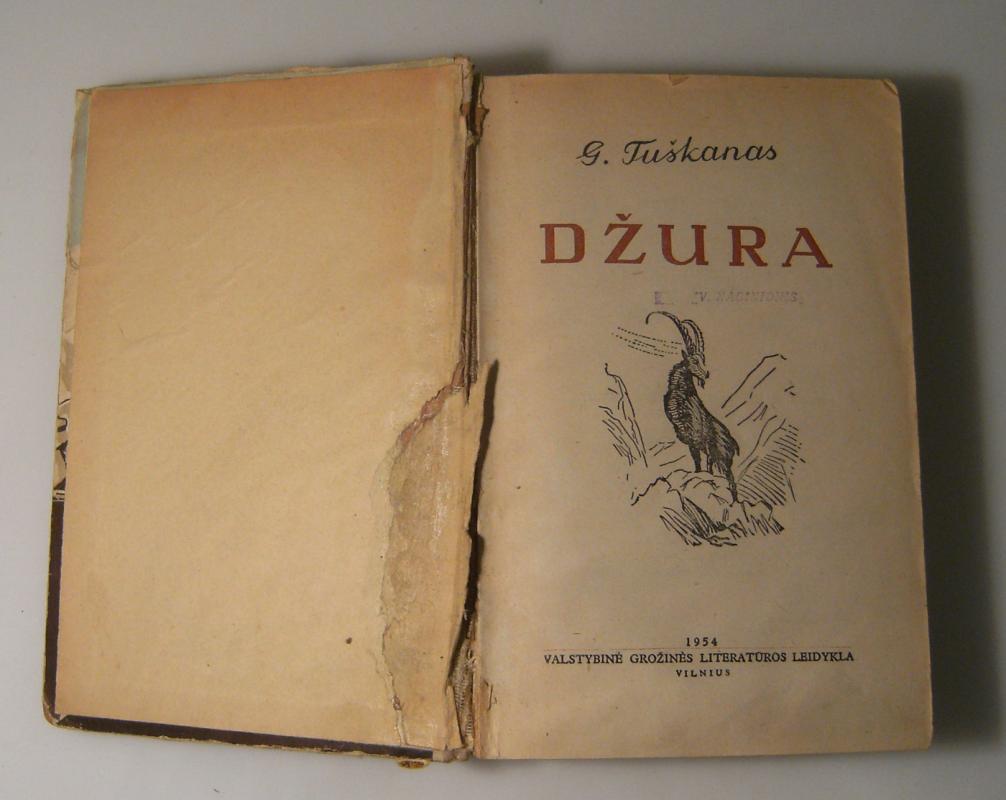 G. Tuškanas
DŽURA
1954
VALSTYBINĖ GROŽINĖS LITERATŪROS LEIDYKLA
VILNIUS